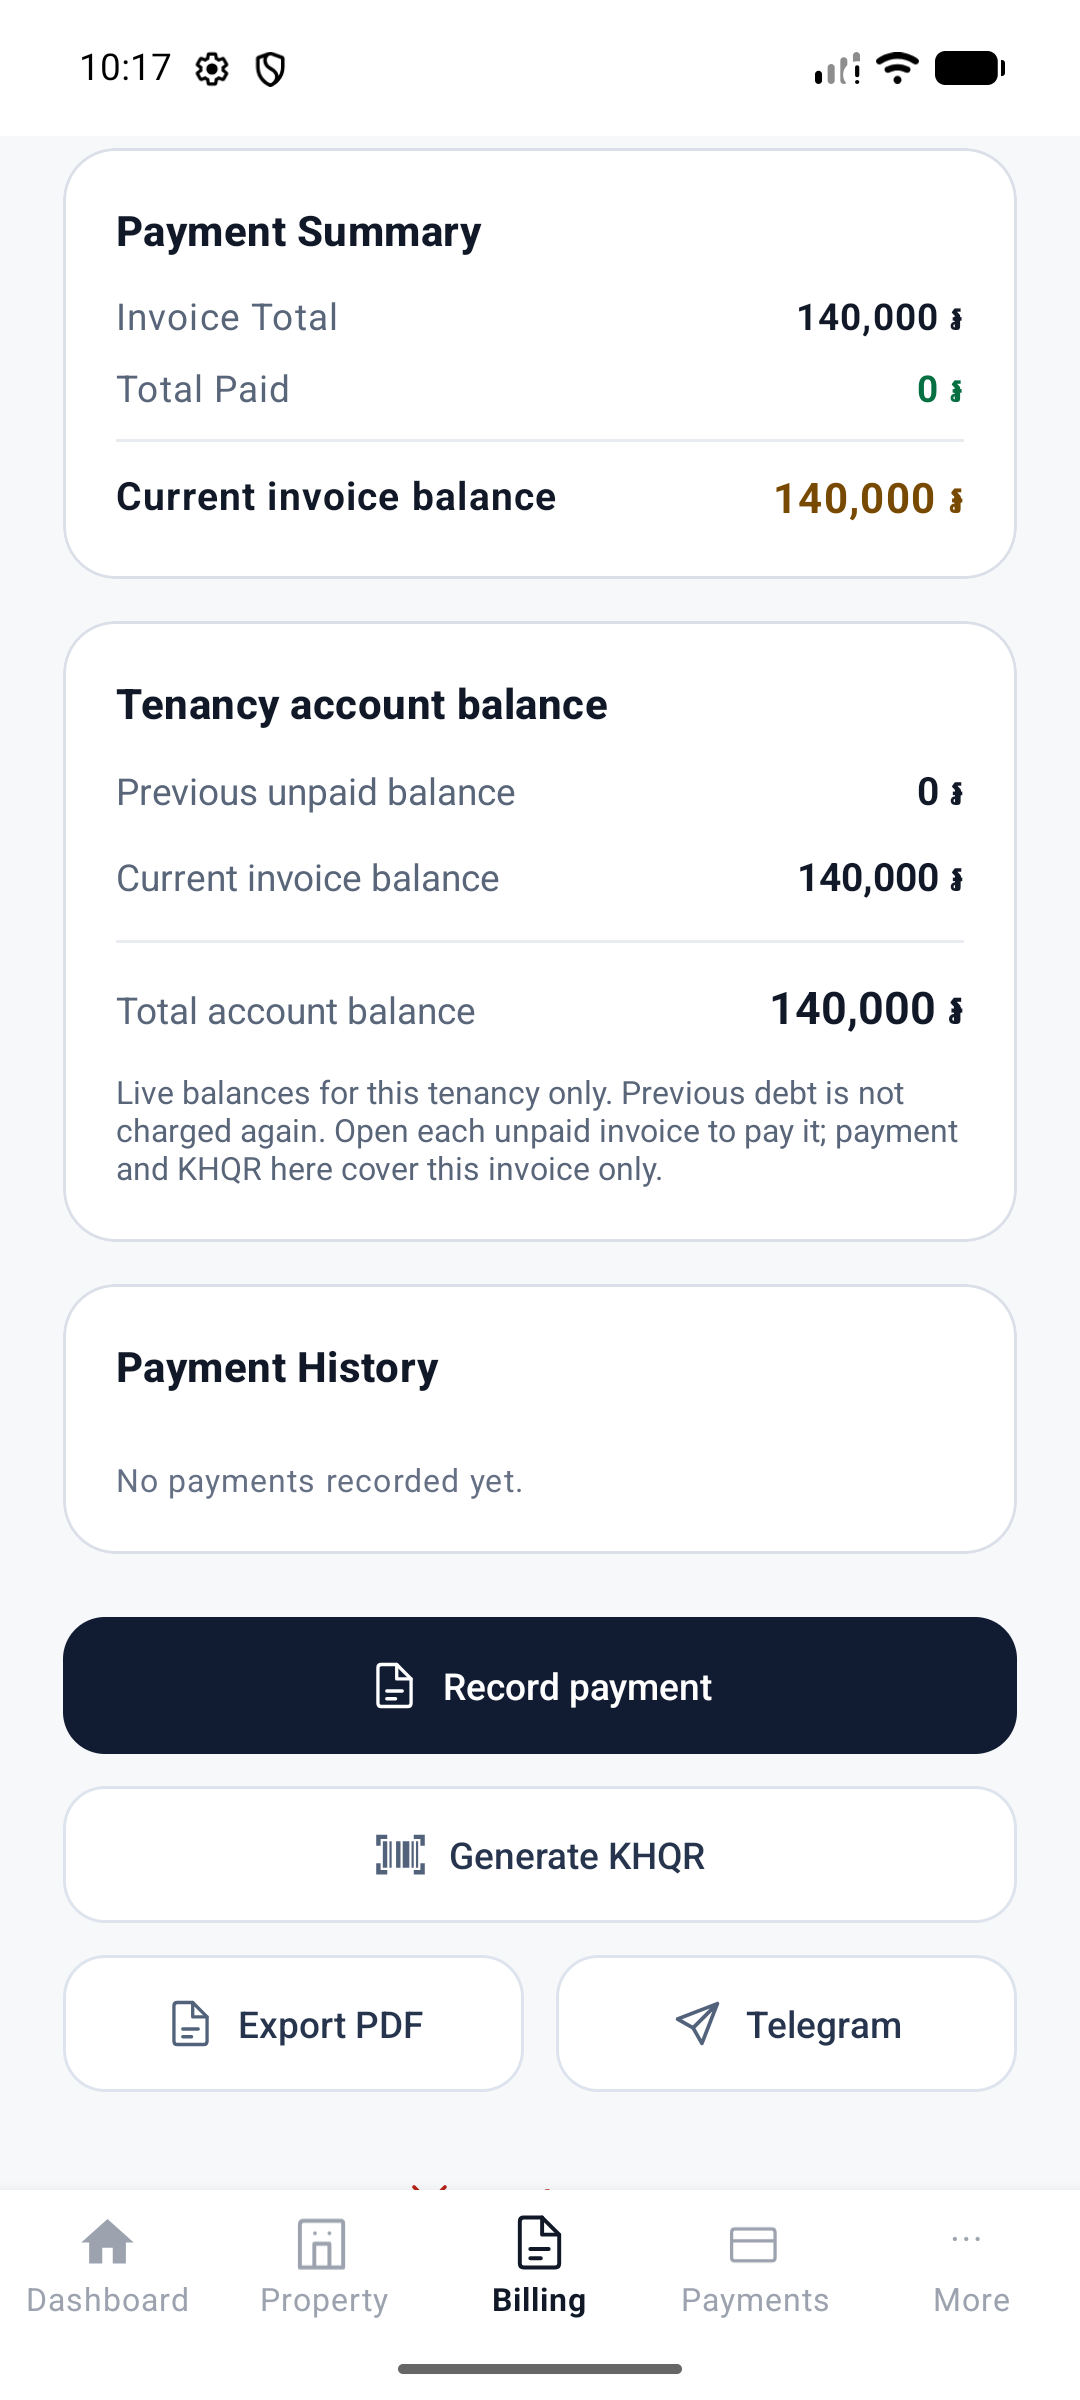 10:17
Payment Summary
Invoice Total 140,000 ៛
Total Paid 0 ៛
Current invoice balance 140,000 ៛
Tenancy account balance
Previous unpaid balance 0 ៛
Current invoice balance 140,000 ៛
Total account balance 140,000 ៛
Live balances for this tenancy only. Previous debt is not
charged again. Open each unpaid invoice to pay it; payment
and KHQR here cover this invoice only.
Payment History
No payments recorded yet.
Record payment
Generate KHQR
Export PDF Telegram
Dashboard Property Billing Payments More